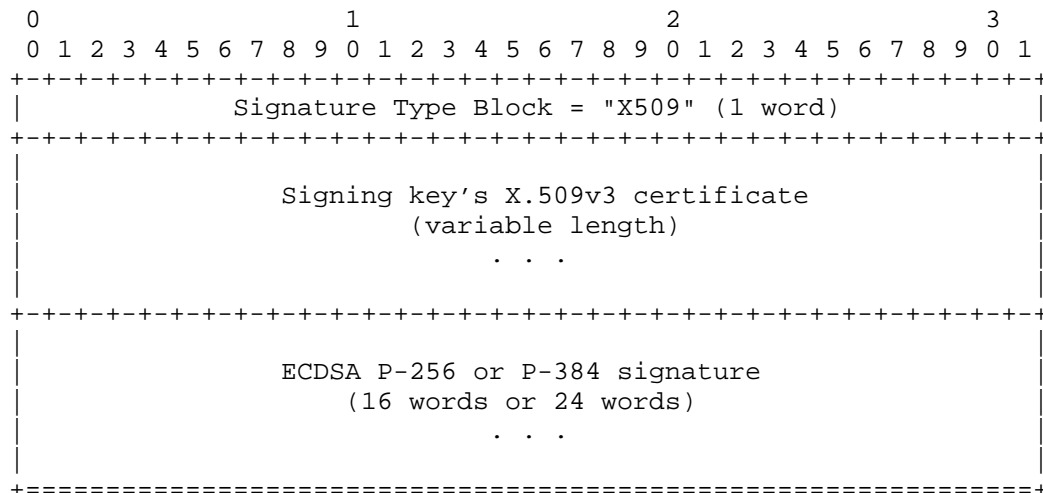 0                   1                   2                   3
 0 1 2 3 4 5 6 7 8 9 0 1 2 3 4 5 6 7 8 9 0 1 2 3 4 5 6 7 8 9 0 1
+-+-+-+-+-+-+-+-+-+-+-+-+-+-+-+-+-+-+-+-+-+-+-+-+-+-+-+-+-+-+-+-+
|             Signature Type Block = "X509" (1 word)            |
+-+-+-+-+-+-+-+-+-+-+-+-+-+-+-+-+-+-+-+-+-+-+-+-+-+-+-+-+-+-+-+-+
|                                                               |
|               Signing key's X.509v3 certificate               |
|                       (variable length)                       |
|                             . . .                             |
|                                                               |
+-+-+-+-+-+-+-+-+-+-+-+-+-+-+-+-+-+-+-+-+-+-+-+-+-+-+-+-+-+-+-+-+
|                                                               |
|               ECDSA P-256 or P-384 signature                  |
|                   (16 words or 24 words)                      |
|                             . . .                             |
|                                                               |
+===============================================================+